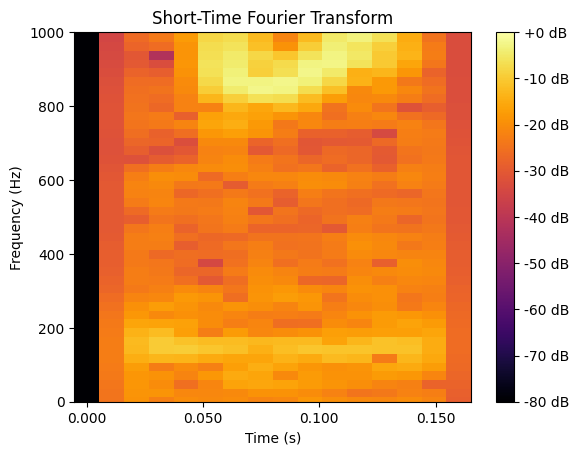 Short-Time Fourier Transform
1000
800
600
400
200
0
Frequency (Hz)
0.000
0.050
0.100
0.150
Time (s)
+0 dB
-10 dB
-20 dB
-30 dB
-40 dB
-50 dB
-60 dB
-70 dB
-80 dB